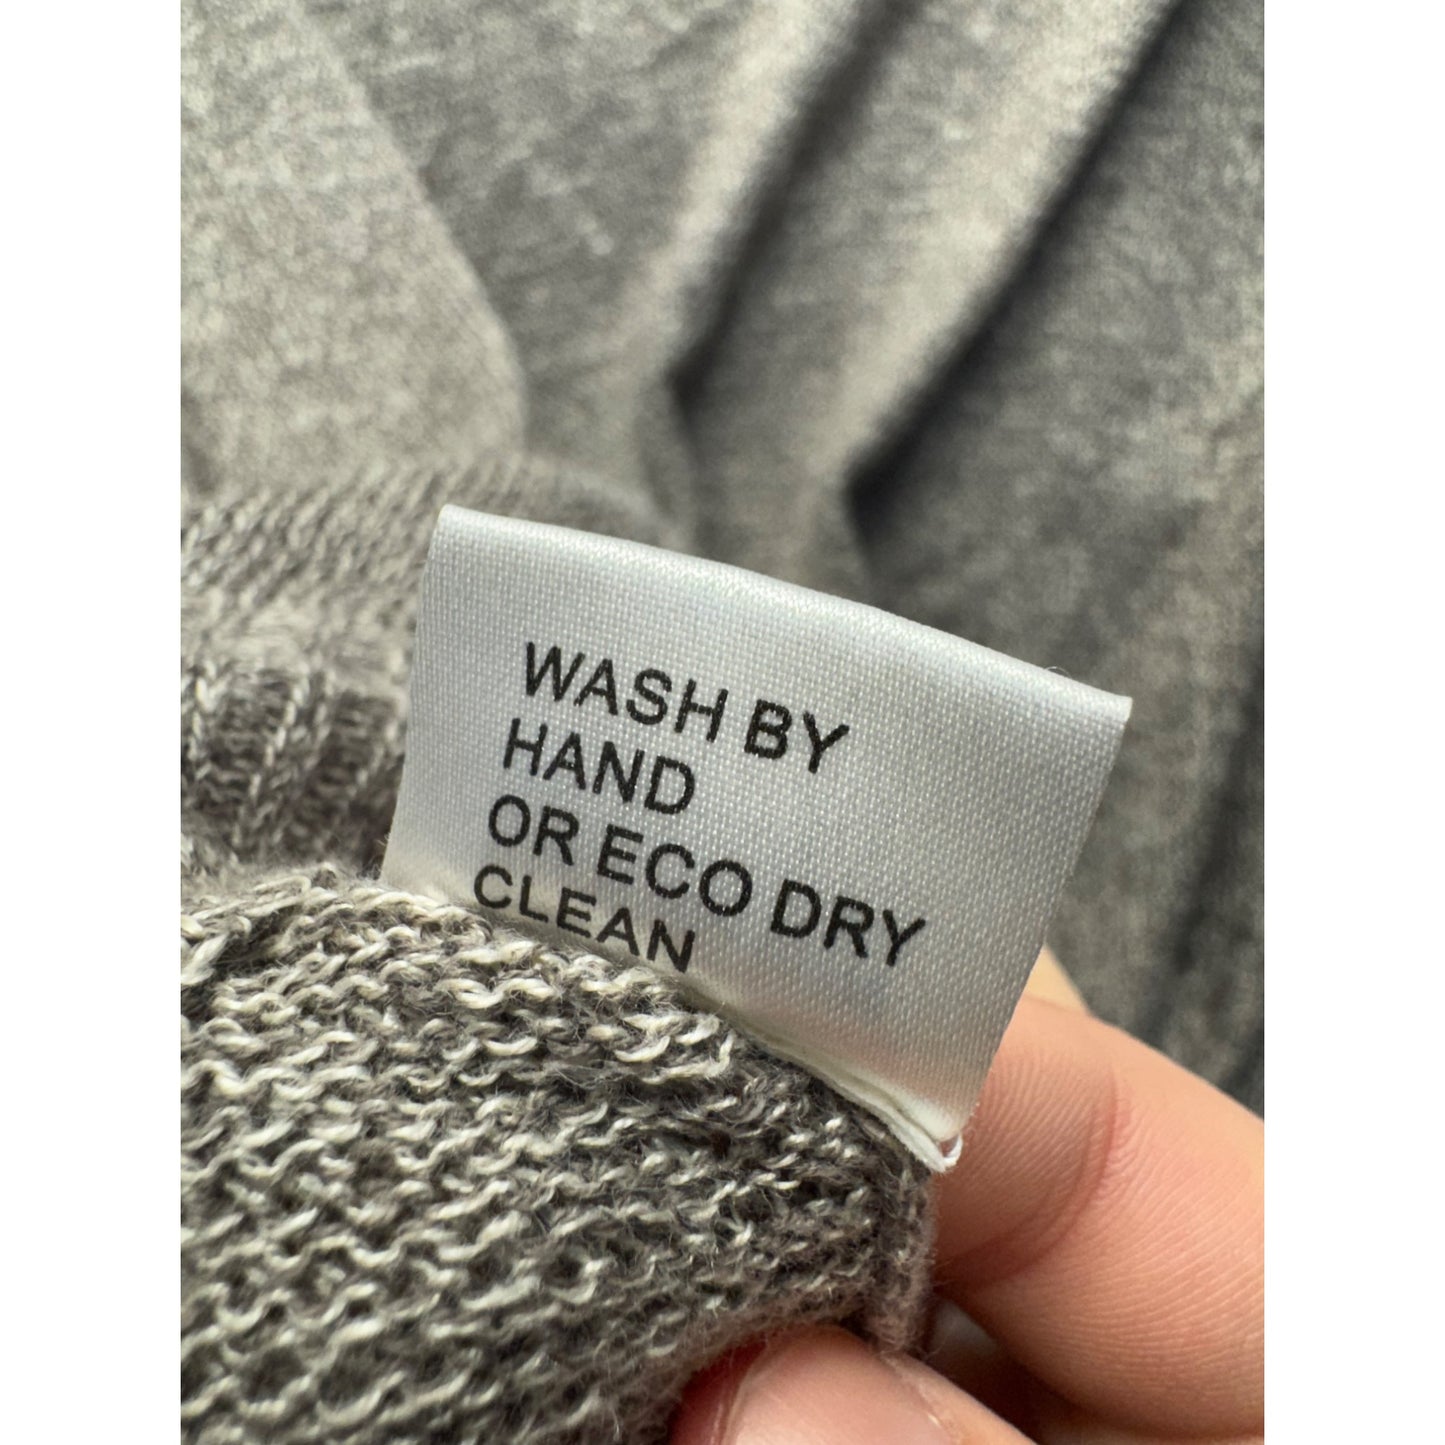 WASH BY
HAND
OR ECO DRY
CLEAN